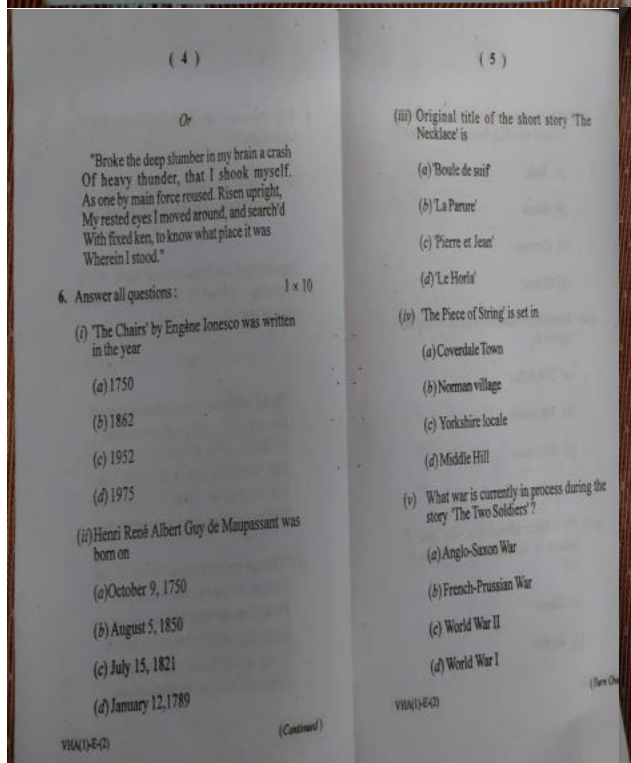 ( 4 )
Or
"Broke the deep slumber in my brain a crash
Of heavy thunder, that I shook myself.
As one by main force roused. Risen upright,
My rested eyes I moved around, and search'd
With fixed ken, to know what place it was
Wherein I stood."
6. Answer all questions : 1 x 10
(i) 'The Chairs' by Engène Ionesco was written
in the year
(a) 1750
(b) 1862
(c) 1952
(d) 1975
(ii) Henri René Albert Guy de Maupassant was
born on
(a) October 9, 1750
(b) August 5, 1850
(c) July 15, 1821
(d) January 12,1789
VHA(1)-E-(2)
(Continued)
( 5 )
(iii) Original title of the short story 'The
Necklace' is
(a) 'Boule de suif'
(b) 'La Parure'
(c) 'Pierre et Jean'
(d) 'Le Horla'
(iv) 'The Piece of String' is set in
(a) Coverdale Town
(b) Norman village
(c) Yorkshire locale
(d) Middle Hill
(v) What war is currently in process during the
story 'The Two Soldiers' ?
(a) Anglo-Saxon War
(b) French-Prussian War
(c) World War II
(d) World War I
VHA(1)-E-(2)
(Turn